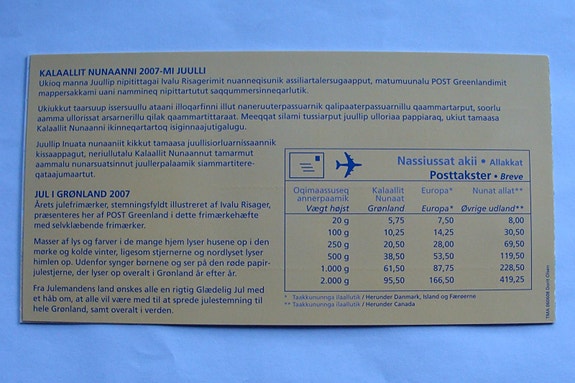 KALAALLIT NUNAANNI 2007-MI JUULLI
Ukioq manna Juullip nipitittagai Ivalu Risagerimit nuanneqisunik assiliartalersugaapput, matumuunalu POST Greenlandimit
mappersakkami uani nammineq nipittartutut saqqummersinneqarlutik.
Ukiukkut taarsuup issersuullu ataani illoqarfinni illut naneruuterpassuarnik qalipaaterpassuarnillu qaammartarput, soorlu
aamma ullorissat arsarnerillu qilak qaammartittaraat. Meeqqat silami tussiarput juullip ulloriaa pappiaraq, ukiut tamaasa
Kalaallit Nunaanni ikinneqartartoq isiginnaajutigalugu.
Juullip Inuata nunaaniit kikkut tamaasa juullisiorluarnissaannik
kissaappagut, neriullutalu Kalaallit Nunaannut tamarmut
aammalu nunarsuatsinnut juullerpalaamik siammartitere-
qataajumaartut.
JUL I GRØNLAND 2007
Årets julefrimærker, stemningsfyldt illustreret af Ivalu Risager,
præsenteres her af POST Greenland i dette frimærkehæfte
med selvklæbende frimærker.
Masser af lys og farver i de mange hjem lyser husene op i den
mørke og kolde vinter, ligesom stjernerne og nordlyset lyser
himlen op. Udenfor synger børnene og ser på den røde papir-
julestjerne, der lyser op overalt i Grønland år efter år.
Fra Julemandens land ønskes alle en rigtig Glædelig Jul med
et håb om, at alle vil være med til at sprede julestemning til
hele Grønland, samt overalt i verden.
Nassiussat akii • Allakkat
Posttakster • Breve
Oqimaassuseq Kalaallit Europa* Nunat allat**
annerpaamik Nunaat
Vægt højst Grønland Europa* Øvrige udland**
20 g 5,75 7,50 8,00
100 g 10,25 14,25 30,50
250 g 20,50 28,00 69,50
500 g 38,50 53,50 119,50
1.000 g 61,50 87,75 228,50
2.000 g 95,50 166,50 419,25
* Taakkununnga ilaallutik / Herunder Danmark, Island og Færøerne
** Taakkununnga ilaallutik / Herunder Canada